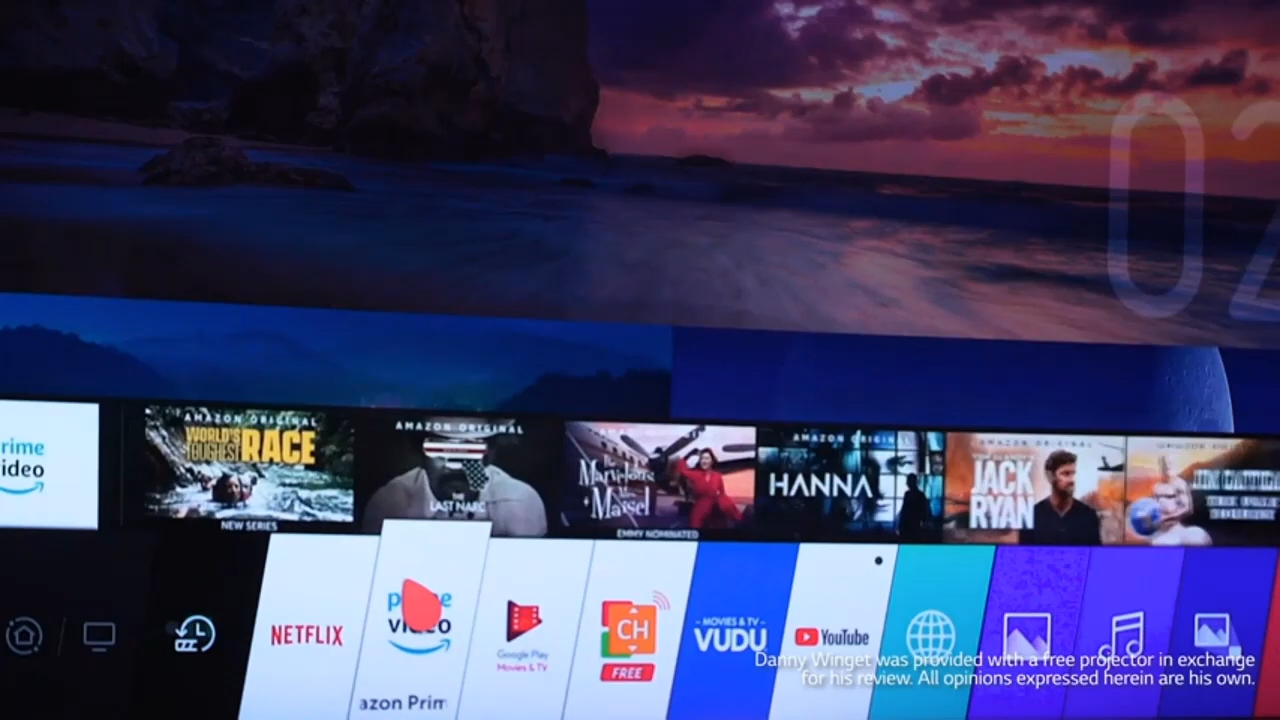 02
prime
video
AMAZON ORIGINAL
WORLD'S
TOUGHEST RACE
NEW SERIES
AMAZON ORIGINAL
THE
LAST NARC
The
Marvelous
Mrs.
Maisel
EMMY NOMINATED
AMAZON ORIGINAL
HANNA
AMAZON ORIGINAL
JACK
RYAN
NETFLIX
video
azon Prim
Google Play
Movies & TV
CH
FREE
– MOVIES & TV –
VUDU
YouTube
Danny Winget was provided with a free projector in exchange
for his review. All opinions expressed herein are his own.